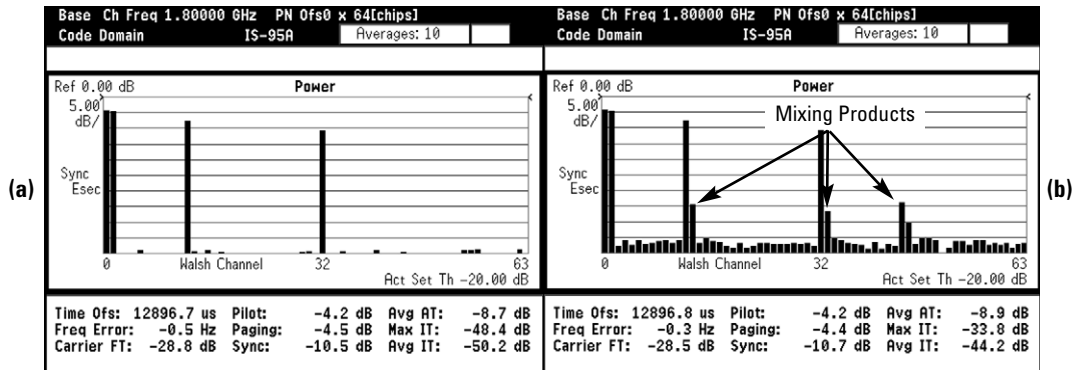 (a)
Base Ch Freq 1.80000 GHz PN Ofs0 x 64[chips]
Code Domain IS-95A Averages: 10
Ref 0.00 dB Power
5.00
dB/
Sync
Esec
0 Walsh Channel 32 63
Act Set Th -20.00 dB
Time Ofs: 12896.7 us Pilot: -4.2 dB Avg AT: -8.7 dB
Freq Error: -0.5 Hz Paging: -4.5 dB Max IT: -48.4 dB
Carrier FT: -28.8 dB Sync: -10.5 dB Avg IT: -50.2 dB
Base Ch Freq 1.80000 GHz PN Ofs0 x 64[chips]
Code Domain IS-95A Averages: 10
Ref 0.00 dB Power
5.00
dB/
Mixing Products
Sync
Esec
0 Walsh Channel 32 63
Act Set Th -20.00 dB
Time Ofs: 12896.8 us Pilot: -4.2 dB Avg AT: -8.9 dB
Freq Error: -0.3 Hz Paging: -4.4 dB Max IT: -33.8 dB
Carrier FT: -28.5 dB Sync: -10.7 dB Avg IT: -44.2 dB
(b)